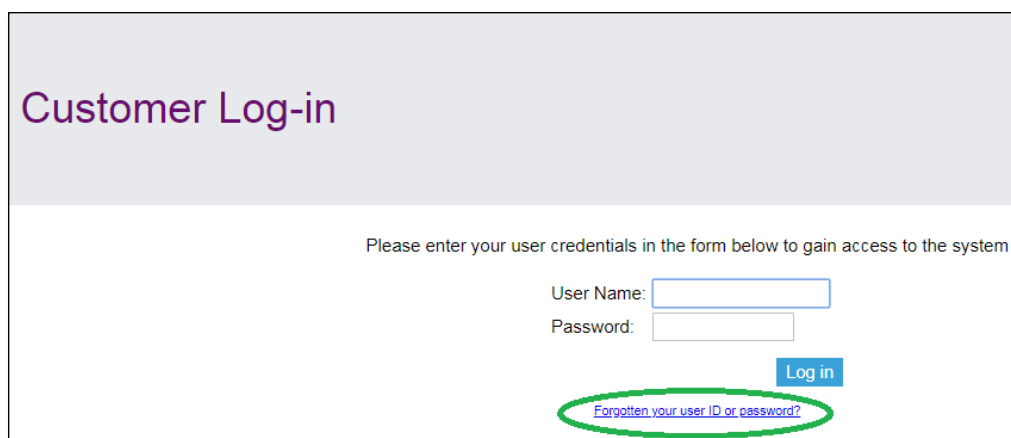 Customer Log-in
Please enter your user credentials in the form below to gain access to the system
User Name:
Password:
Log in
Forgotten your user ID or password?